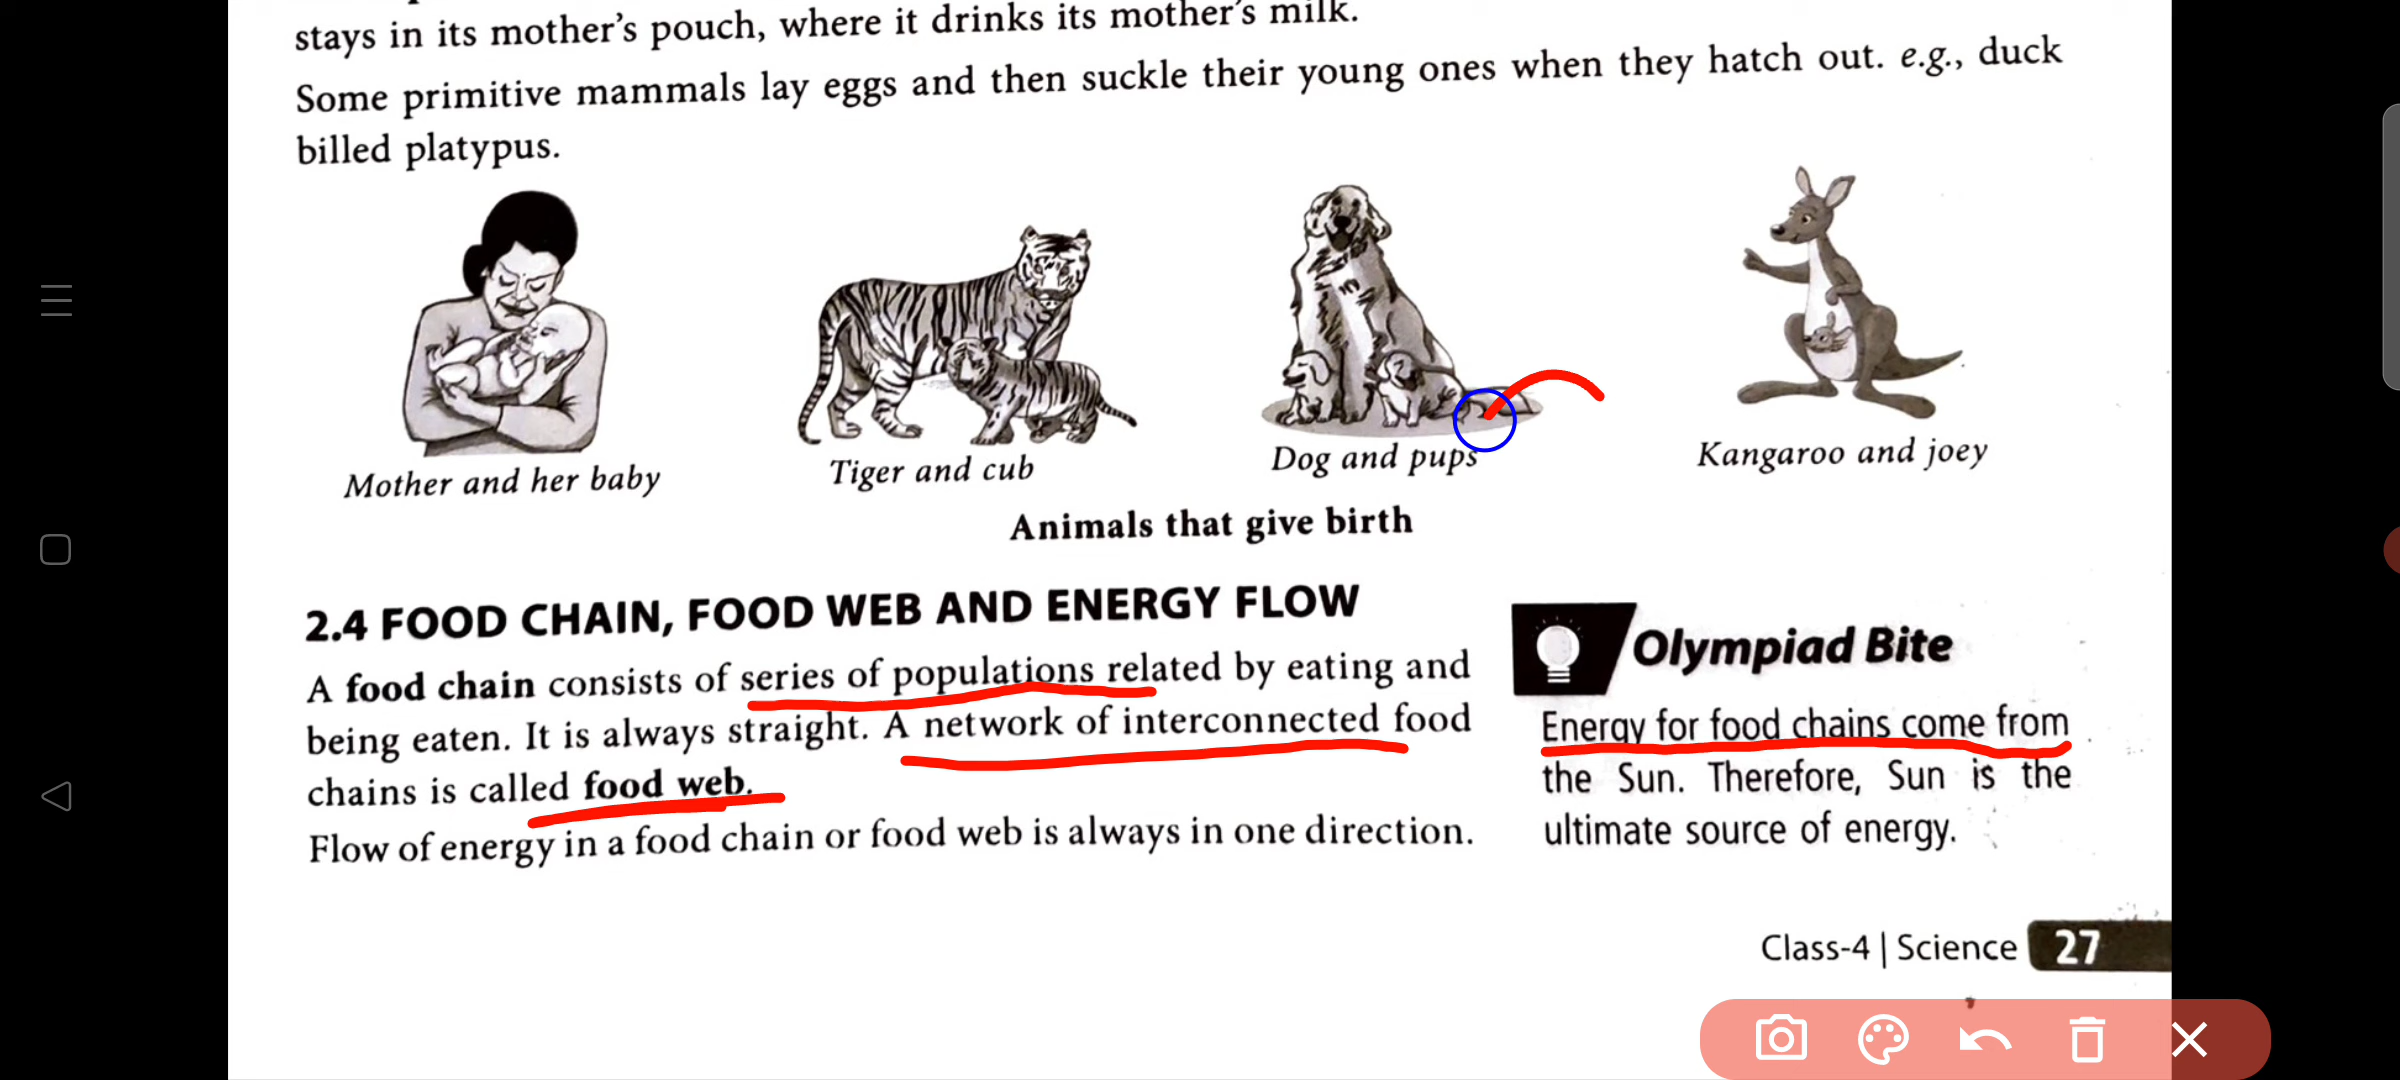 stays in its mother's pouch, where it drinks its mother's milk.
Some primitive mammals lay eggs and then suckle their young ones when they hatch out. e.g., duck
billed platypus.
Mother and her baby
Tiger and cub
Dog and pups
Kangaroo and joey
Animals that give birth
2.4 FOOD CHAIN, FOOD WEB AND ENERGY FLOW
A food chain consists of series of populations related by eating and
being eaten. It is always straight. A network of interconnected food
chains is called food web.
Flow of energy in a food chain or food web is always in one direction.
Olympiad Bite
Energy for food chains come from
the Sun. Therefore, Sun is the
ultimate source of energy.
Class-4 | Science 27